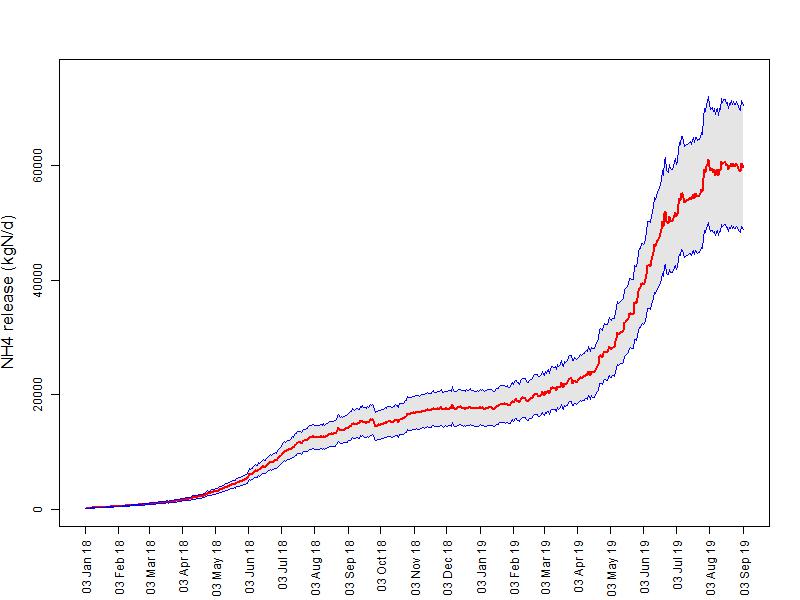 NH4 release (kgN/d)
60000
40000
20000
0
03 Jan 18
03 Feb 18
03 Mar 18
03 Apr 18
03 May 18
03 Jun 18
03 Jul 18
03 Aug 18
03 Sep 18
03 Oct 18
03 Nov 18
03 Dec 18
03 Jan 19
03 Feb 19
03 Mar 19
03 Apr 19
03 May 19
03 Jun 19
03 Jul 19
03 Aug 19
03 Sep 19